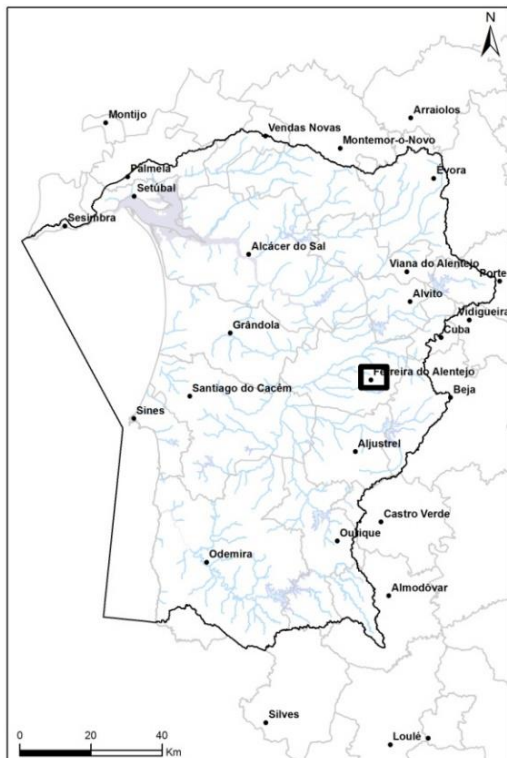 N
Montijo
Arraiolos
Vendas Novas
Montemor-o-Novo
Palmela
Évora
Setúbal
Sesimbra
Alcácer do Sal
Viana do Alentejo
Porte
Alvito
Vidigueira
Grândola
Cuba
Ferreira do Alentejo
Santiago do Cacém
Beja
Sines
Aljustrel
Castro Verde
Ourique
Odemira
Almodôvar
Silves
Loulé
0 20 40
Km